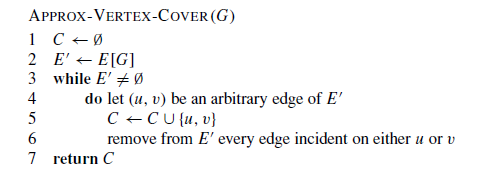 APPROX-VERTEX-COVER(G)
1 C ← Ø
2 E′ ← E[G]
3 while E′ ≠ Ø
4 do let (u, v) be an arbitrary edge of E′
5 C ← C ∪ {u, v}
6 remove from E′ every edge incident on either u or v
7 return C